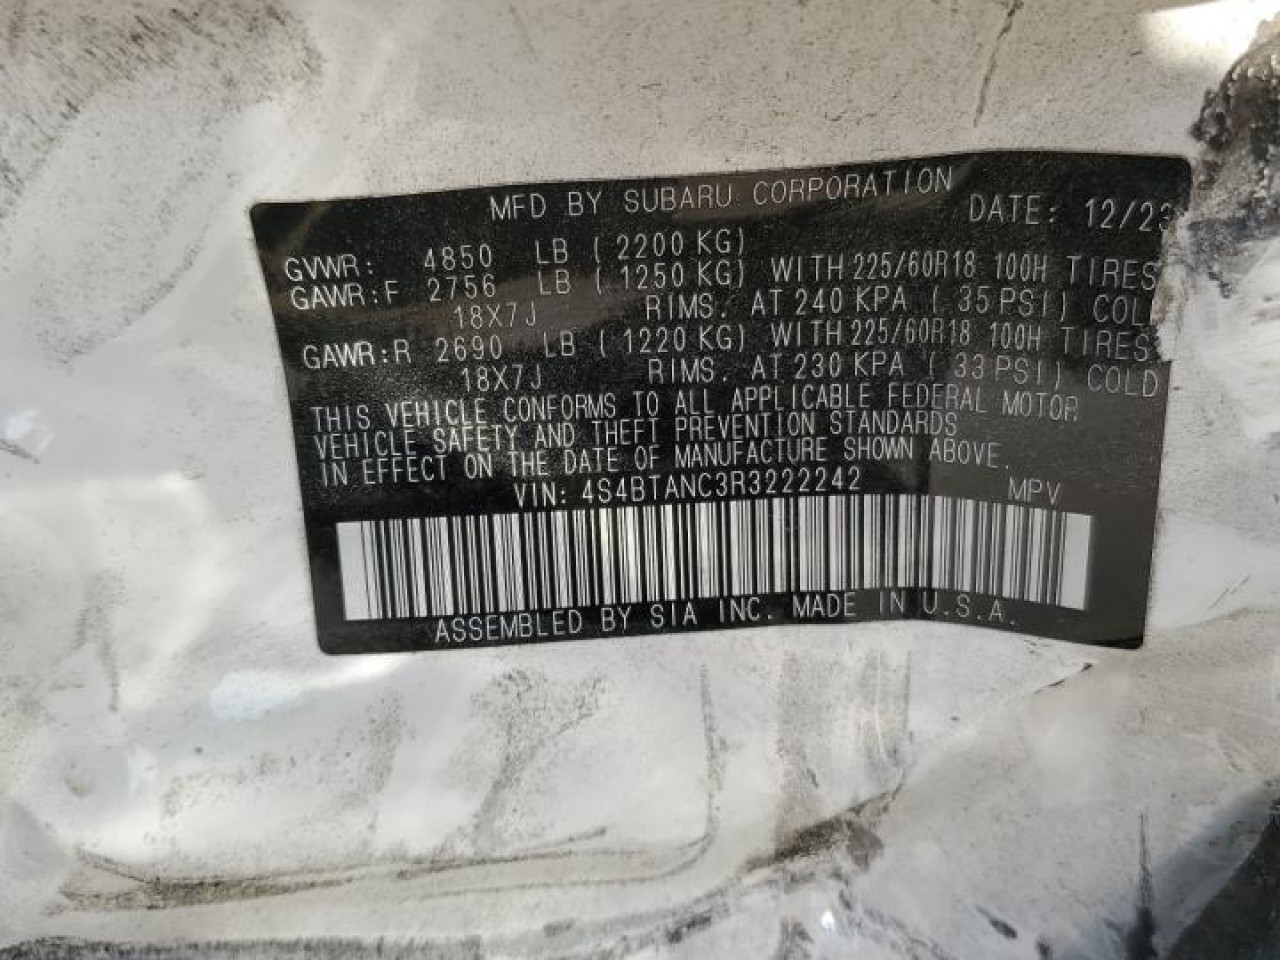 MFD BY SUBARU CORPORATION DATE: 12/23
GVWR: 4850 LB (2200 KG)
GAWR:F 2756 LB (1250 KG) WITH 225/60R18 100H TIRES
18X7J RIMS. AT 240 KPA (35 PSI) COL
GAWR:R 2690 LB (1220 KG) WITH 225/60R18 100H TIRES
18X7J RIMS. AT 230 KPA (33 PSI) COLD
THIS VEHICLE CONFORMS TO ALL APPLICABLE FEDERAL MOTOR
VEHICLE SAFETY AND THEFT PREVENTION STANDARDS
IN EFFECT ON THE DATE OF MANUFACTURE SHOWN ABOVE.
VIN: 4S4BTANC3R3222242 MPV
ASSEMBLED BY SIA INC. MADE IN U.S.A.